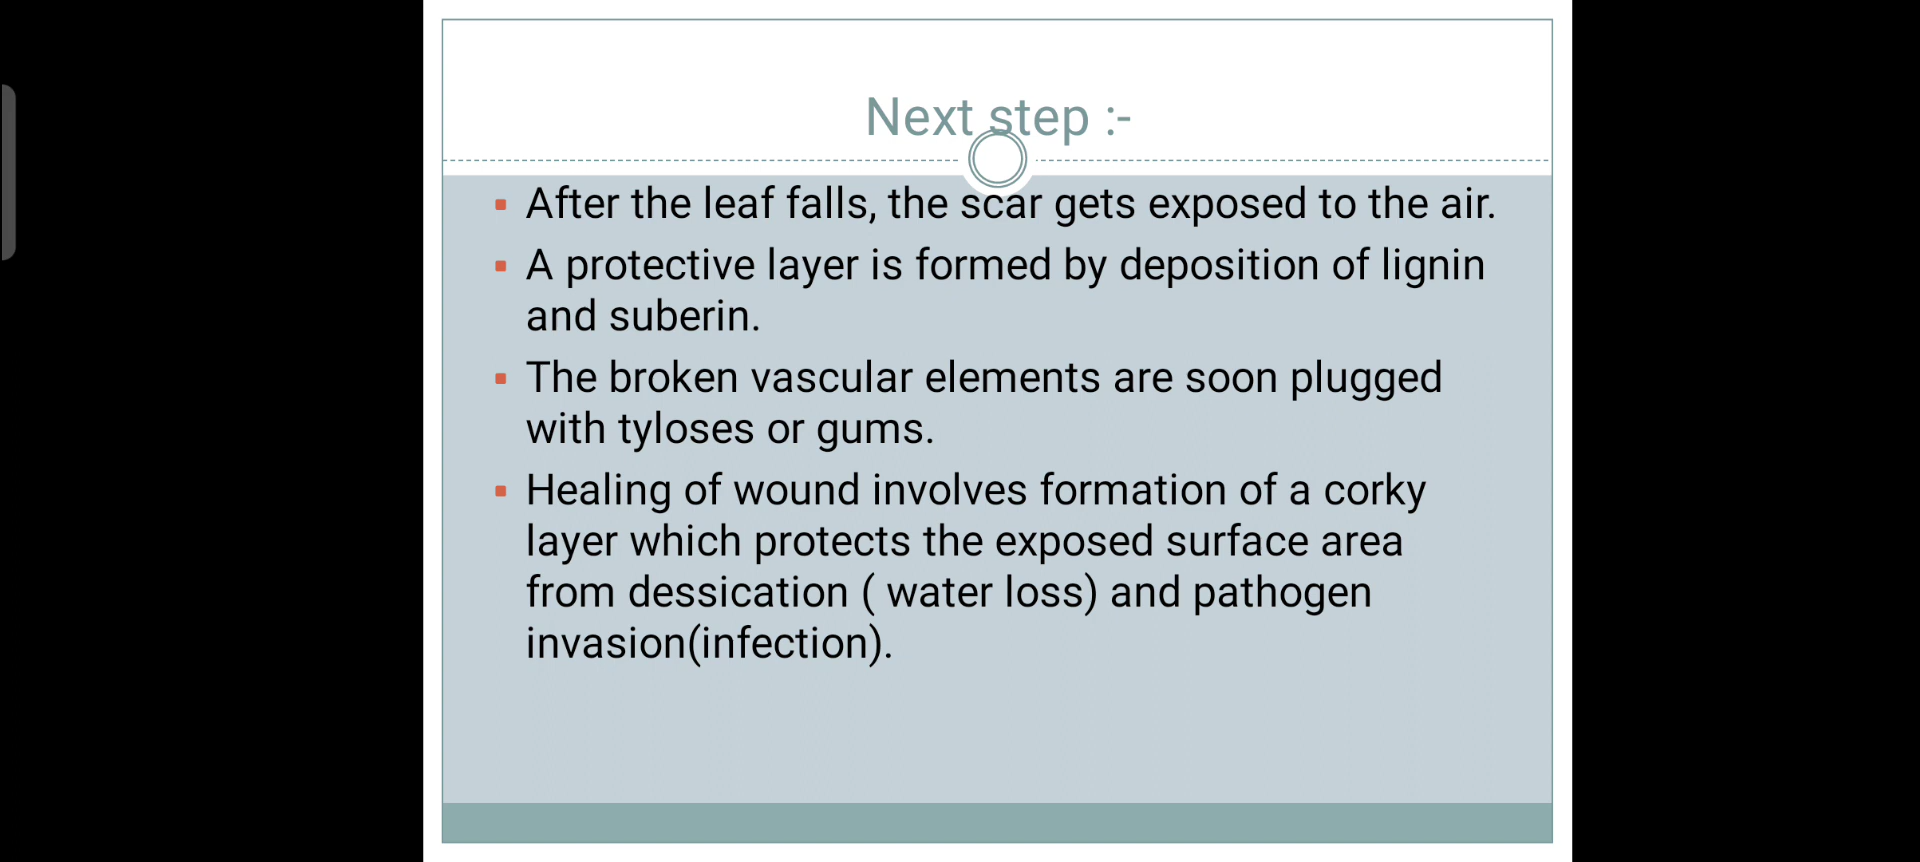 Next step :-
▪ After the leaf falls, the scar gets exposed to the air.
▪ A protective layer is formed by deposition of lignin
and suberin.
▪ The broken vascular elements are soon plugged
with tyloses or gums.
▪ Healing of wound involves formation of a corky
layer which protects the exposed surface area
from dessication ( water loss) and pathogen
invasion(infection).